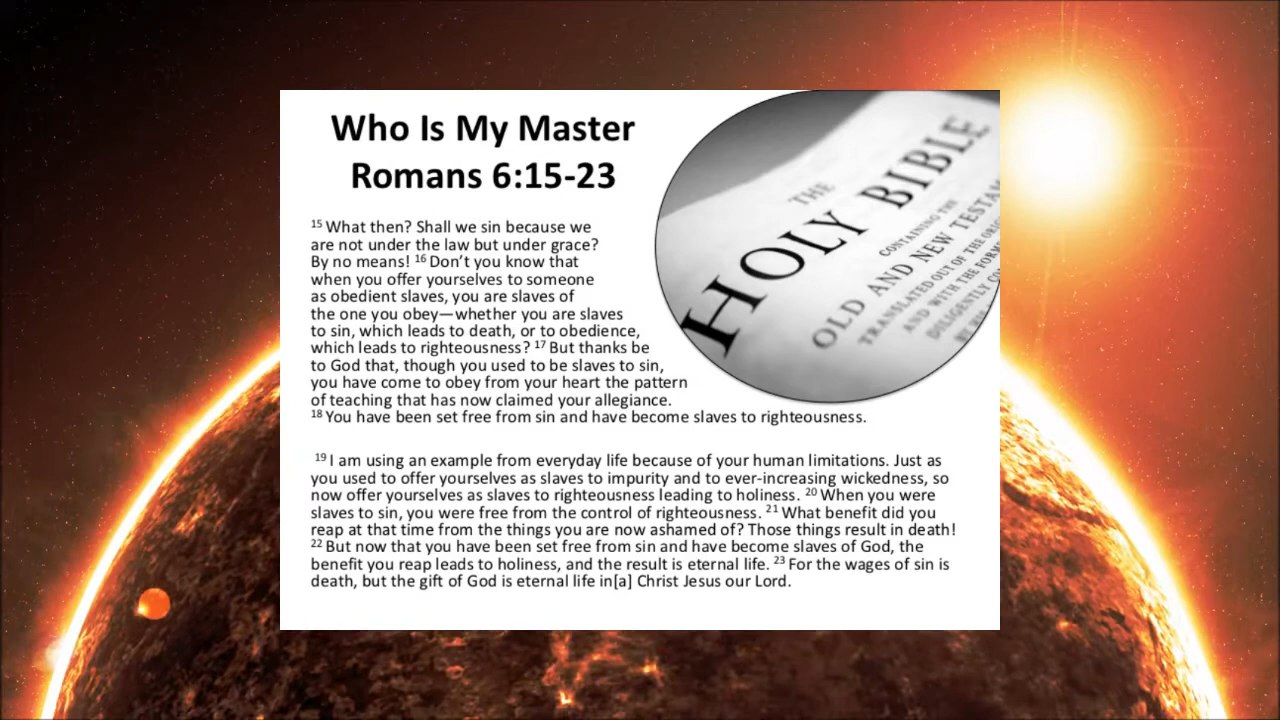 Who Is My Master
Romans 6:15-23
15 What then? Shall we sin because we
are not under the law but under grace?
By no means! 16 Don’t you know that
when you offer yourselves to someone
as obedient slaves, you are slaves of
the one you obey—whether you are slaves
to sin, which leads to death, or to obedience,
which leads to righteousness? 17 But thanks be
to God that, though you used to be slaves to sin,
you have come to obey from your heart the pattern
of teaching that has now claimed your allegiance.
18 You have been set free from sin and have become slaves to righteousness.
19 I am using an example from everyday life because of your human limitations. Just as
you used to offer yourselves as slaves to impurity and to ever-increasing wickedness, so
now offer yourselves as slaves to righteousness leading to holiness. 20 When you were
slaves to sin, you were free from the control of righteousness. 21 What benefit did you
reap at that time from the things you are now ashamed of? Those things result in death!
22 But now that you have been set free from sin and have become slaves of God, the
benefit you reap leads to holiness, and the result is eternal life. 23 For the wages of sin is
death, but the gift of God is eternal life in[a] Christ Jesus our Lord.
THE
HOLY BIBLE
CONTAINING THE
OLD AND NEW
TRANSLATED OUT OF THE
AND WITH THE
DILIGENTLY